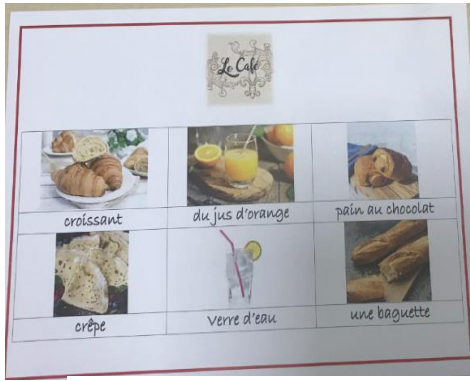 Le Café
croissant
du jus d'orange
pain au chocolat
crêpe
Verre d'eau
une baguette